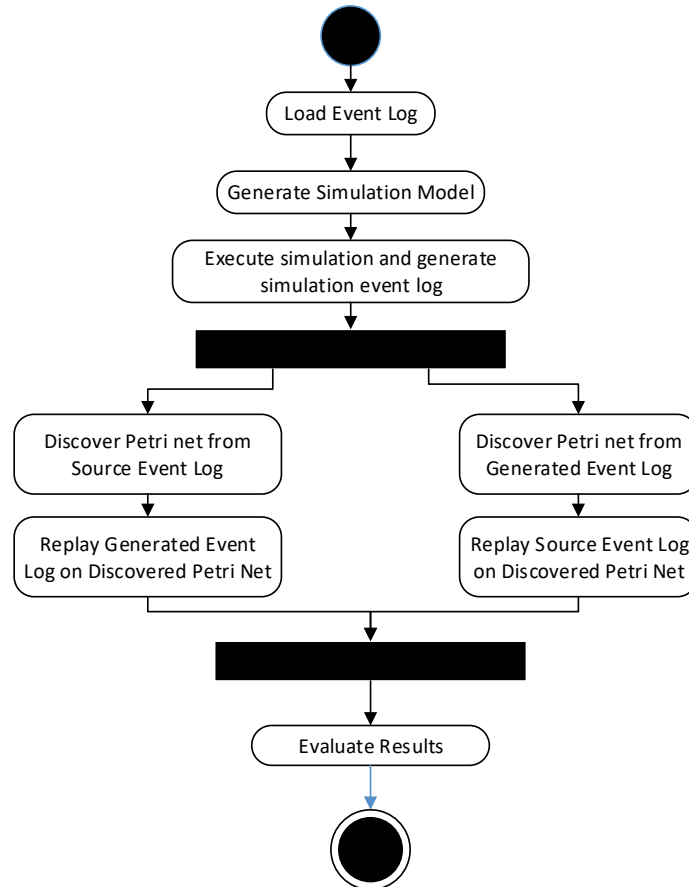 Load Event Log
Generate Simulation Model
Execute simulation and generate
simulation event log
Discover Petri net from
Source Event Log
Discover Petri net from
Generated Event Log
Replay Generated Event
Log on Discovered Petri Net
Replay Source Event Log
on Discovered Petri Net
Evaluate Results